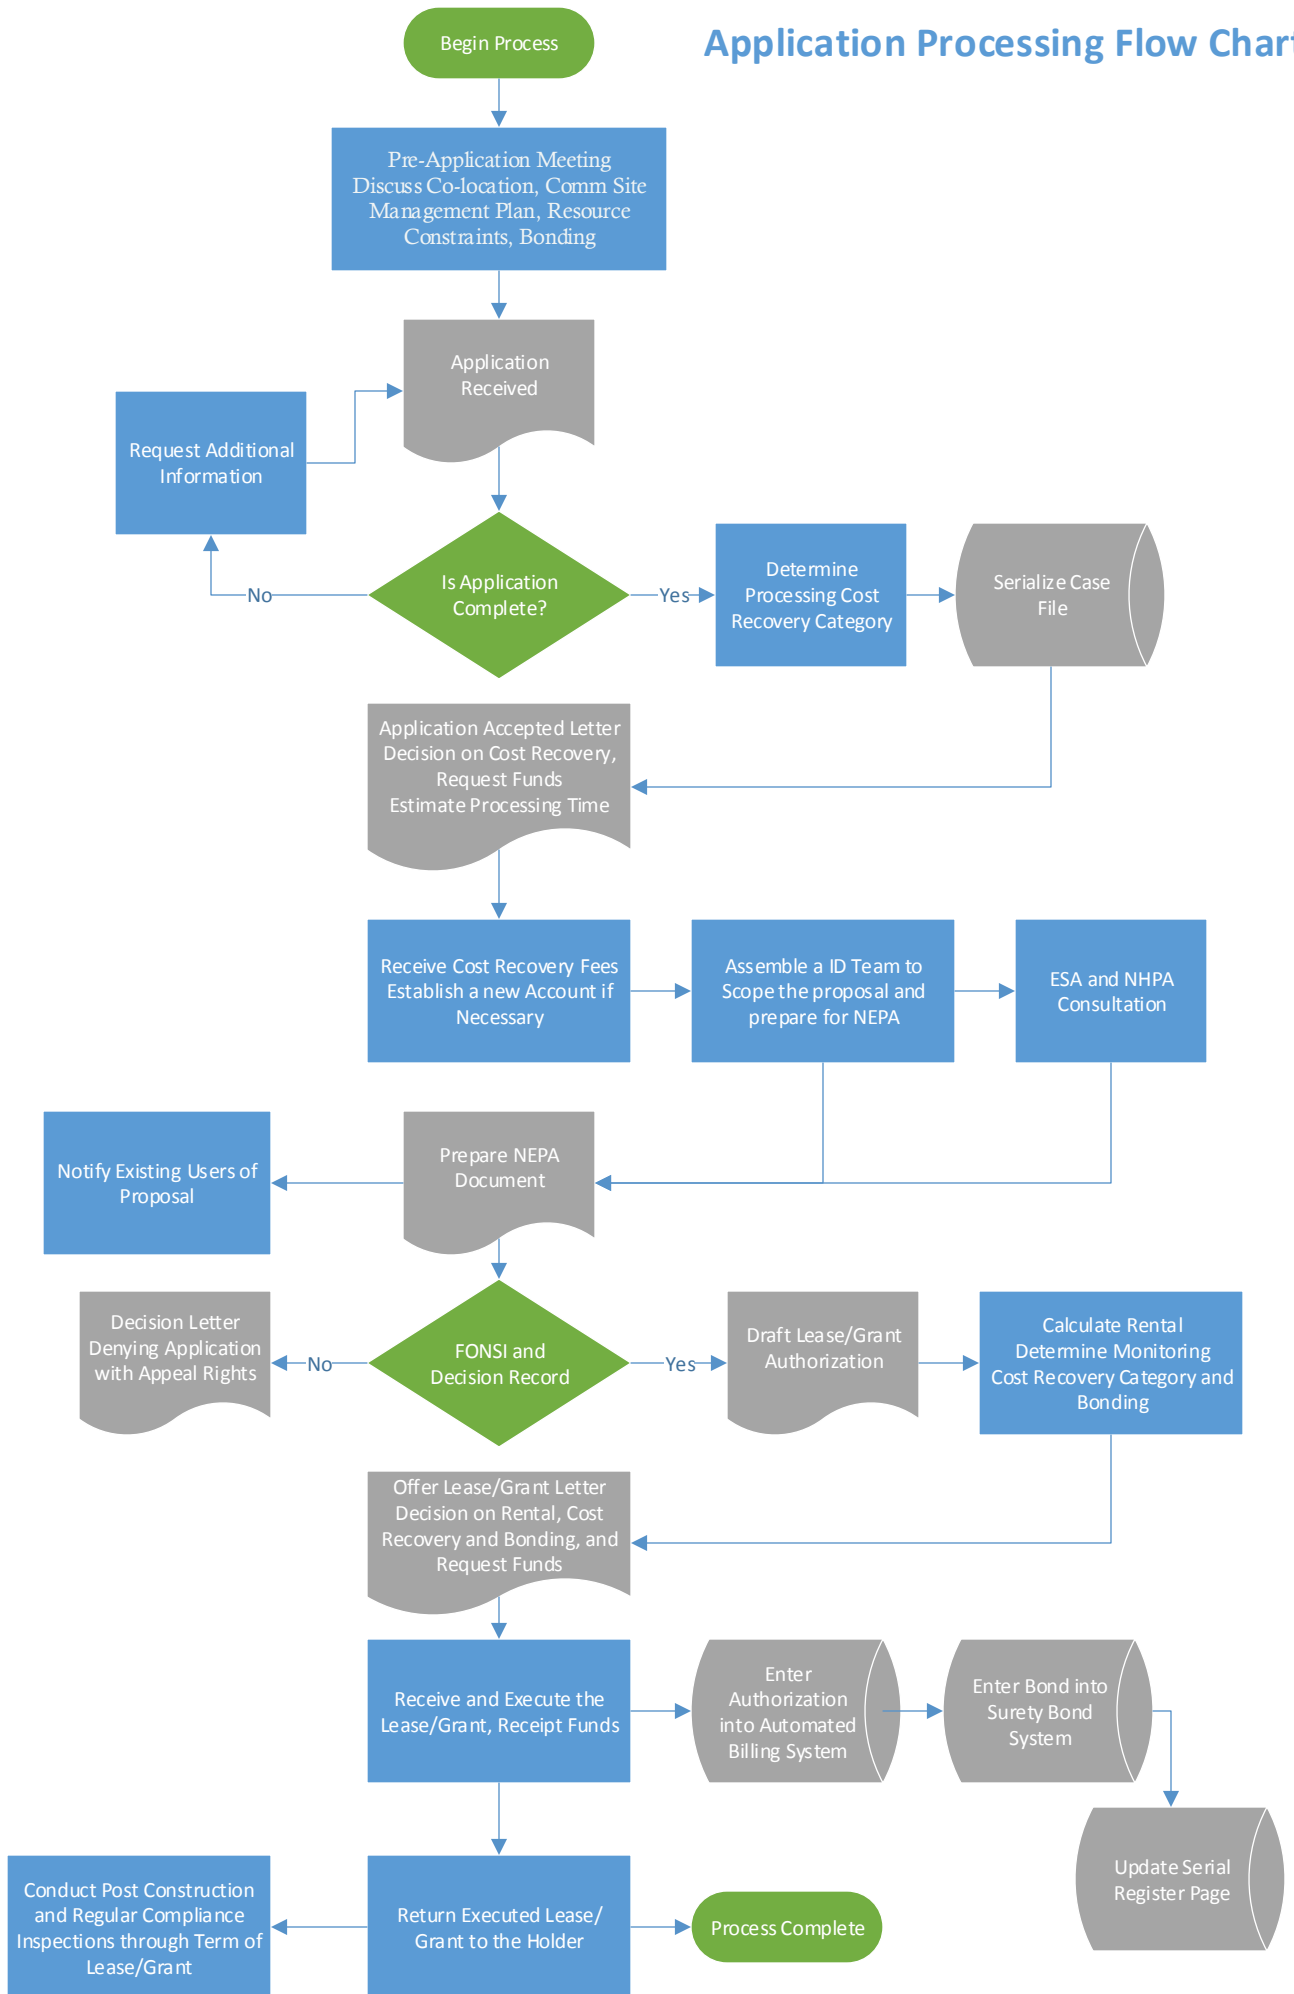 Begin Process
Application Processing Flow Chart
Pre-Application Meeting
Discuss Co-location, Comm Site
Management Plan, Resource
Constraints, Bonding
Application
Received
Request Additional
Information
Is Application
Complete?
No
Yes
Determine
Processing Cost
Recovery Category
Serialize Case
File
Application Accepted Letter
Decision on Cost Recovery,
Request Funds
Estimate Processing Time
Receive Cost Recovery Fees
Establish a new Account if
Necessary
Assemble a ID Team to
Scope the proposal and
prepare for NEPA
ESA and NHPA
Consultation
Notify Existing Users of
Proposal
Prepare NEPA
Document
Decision Letter
Denying Application
with Appeal Rights
No
FONSI and
Decision Record
Yes
Draft Lease/Grant
Authorization
Calculate Rental
Determine Monitoring
Cost Recovery Category and
Bonding
Offer Lease/Grant Letter
Decision on Rental, Cost
Recovery and Bonding, and
Request Funds
Receive and Execute the
Lease/Grant, Receipt Funds
Enter
Authorization
into Automated
Billing System
Enter Bond into
Surety Bond
System
Update Serial
Register Page
Conduct Post Construction
and Regular Compliance
Inspections through Term of
Lease/Grant
Return Executed Lease/
Grant to the Holder
Process Complete